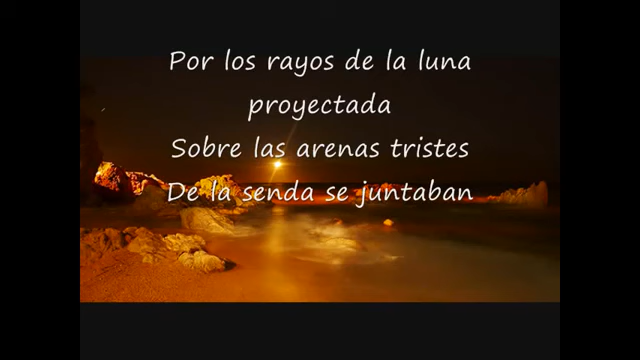 Por los rayos de la luna
proyectada
Sobre las arenas tristes
De la senda se juntaban